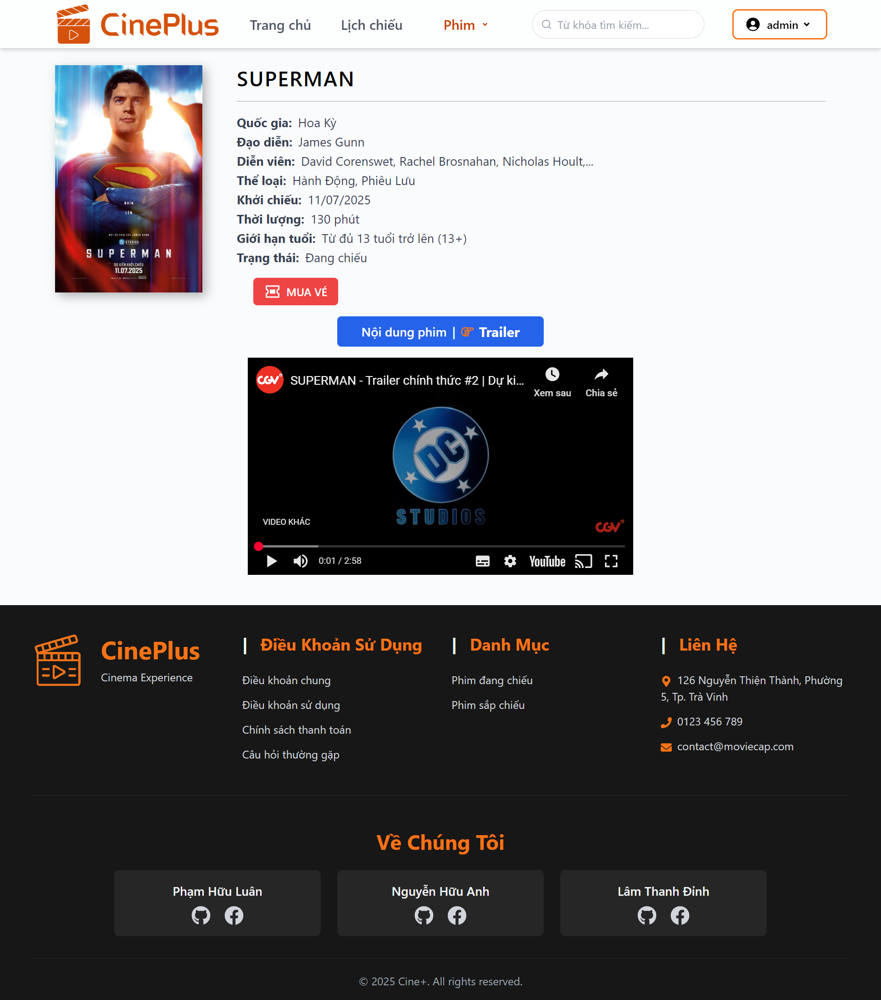 CinePlus
Trang chủ
Lịch chiếu
Phim
Từ khóa tìm kiếm...
admin
NHÌN
LÊN
MỘT BỘ PHIM CỦA JAMES GUNN
STUDIOS
SUPERMAN
DỰ KIẾN KHỞI CHIẾU
11.07.2025
SUPERMAN
Quốc gia: Hoa Kỳ
Đạo diễn: James Gunn
Diễn viên: David Corenswet, Rachel Brosnahan, Nicholas Hoult,...
Thể loại: Hành Động, Phiêu Lưu
Khởi chiếu: 11/07/2025
Thời lượng: 130 phút
Giới hạn tuổi: Từ đủ 13 tuổi trở lên (13+)
Trạng thái: Đang chiếu
MUA VÉ
Nội dung phim | Trailer
CGV
SUPERMAN - Trailer chính thức #2 | Dự ki...
Xem sau
Chia sẻ
DC
STUDIOS
VIDEO KHÁC
CGV
0:01 / 2:58
YouTube
CinePlus
Cinema Experience
| Điều Khoản Sử Dụng
Điều khoản chung
Điều khoản sử dụng
Chính sách thanh toán
Câu hỏi thường gặp
| Danh Mục
Phim đang chiếu
Phim sắp chiếu
| Liên Hệ
126 Nguyễn Thiện Thành, Phường
5, Tp. Trà Vinh
0123 456 789
contact@moviecap.com
Về Chúng Tôi
Phạm Hữu Luân
Nguyễn Hữu Anh
Lâm Thanh Đỉnh
© 2025 Cine+. All rights reserved.